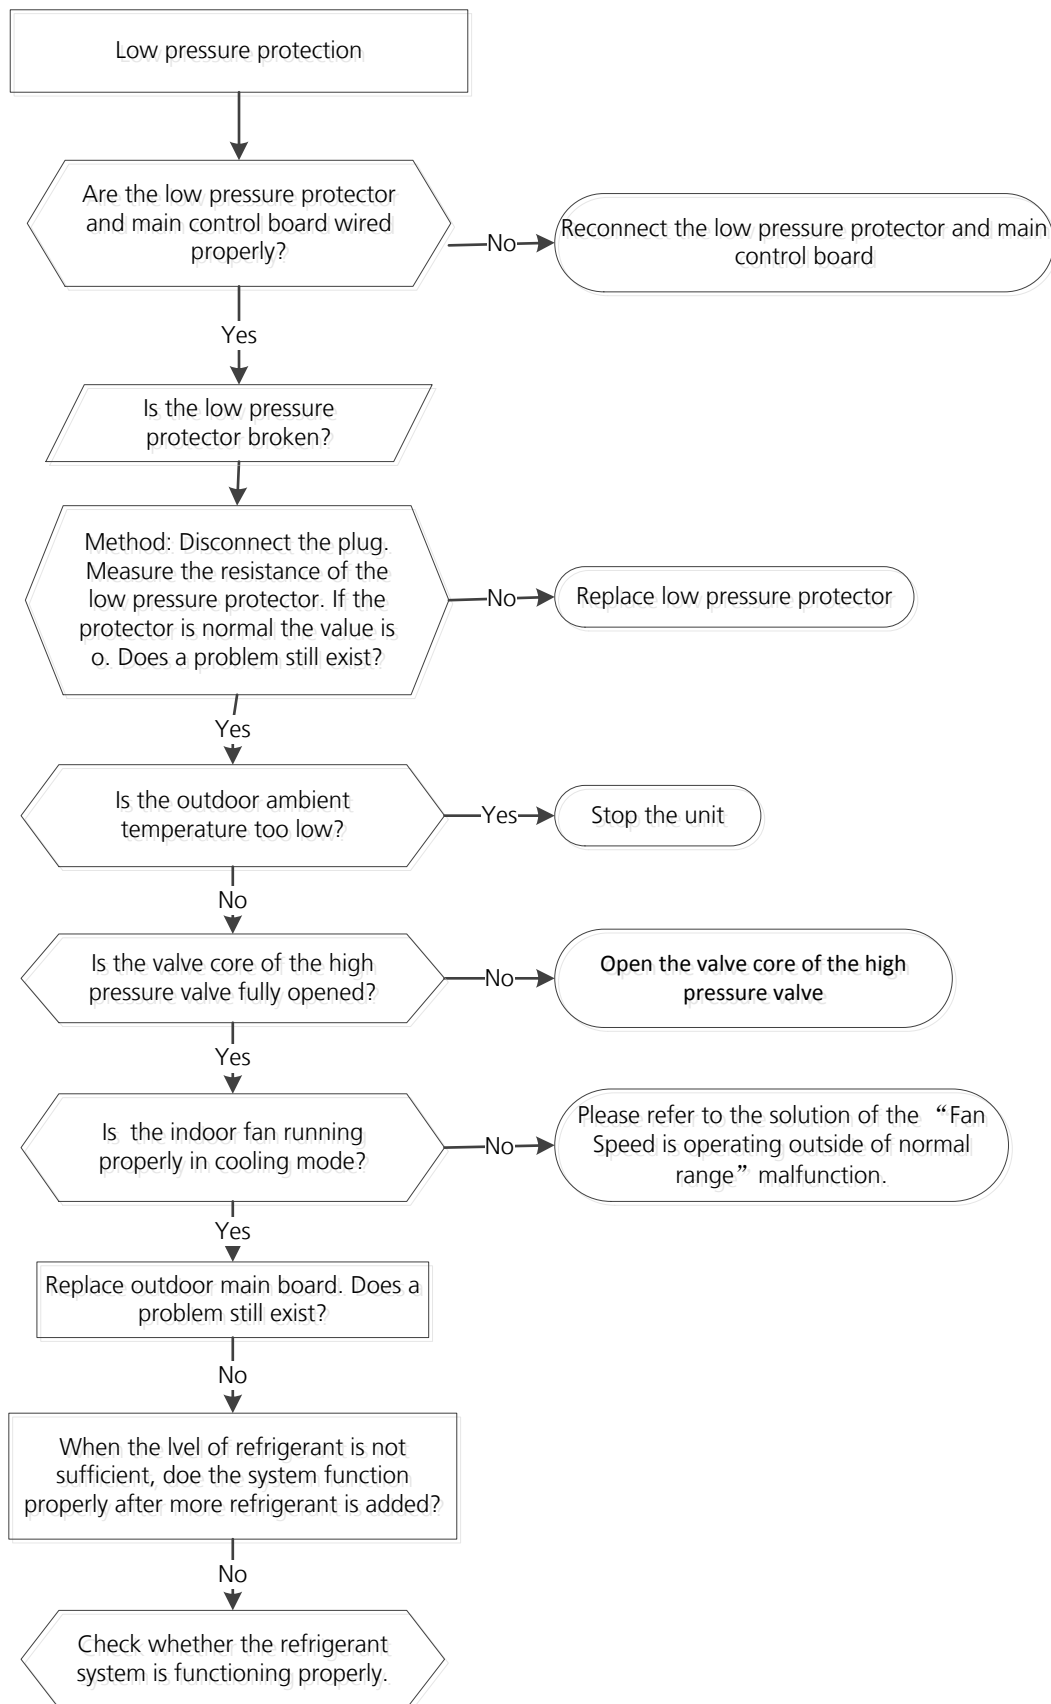 Low pressure protection
Are the low pressure protector
and main control board wired
properly?
No
Reconnect the low pressure protector and main
control board
Yes
Is the low pressure
protector broken?
Method: Disconnect the plug.
Measure the resistance of the
low pressure protector. If the
protector is normal the value is
o. Does a problem still exist?
No
Replace low pressure protector
Yes
Is the outdoor ambient
temperature too low?
Yes
Stop the unit
No
Is the valve core of the high
pressure valve fully opened?
No
Open the valve core of the high
pressure valve
Yes
Is  the indoor fan running
properly in cooling mode?
No
Please refer to the solution of the “Fan
Speed is operating outside of normal
range” malfunction.
Yes
Replace outdoor main board. Does a
problem still exist?
No
When the lvel of refrigerant is not
sufficient, doe the system function
properly after more refrigerant is added?
No
Check whether the refrigerant
system is functioning properly.